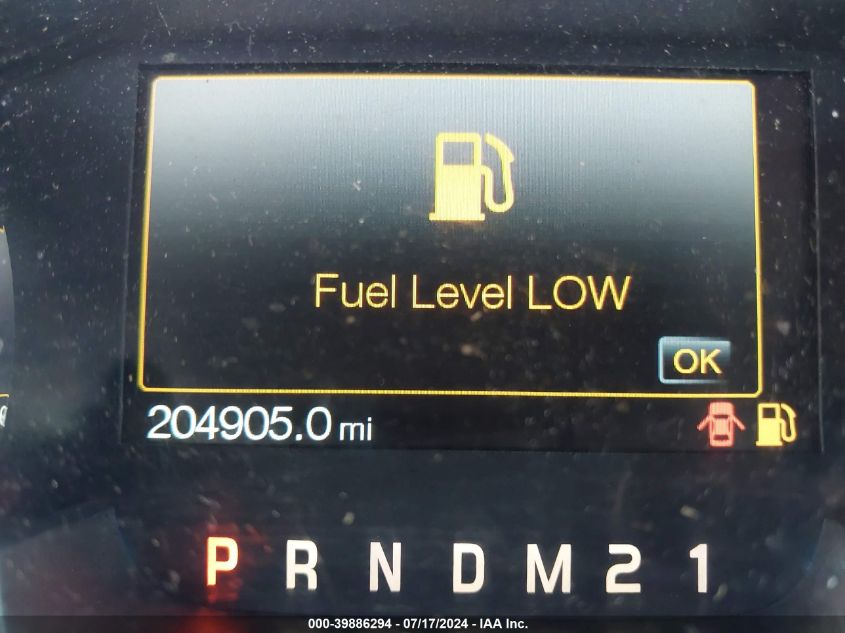 Fuel Level LOW
OK
204905.0 mi
P R N D M 2 1
000-39886294 - 07/17/2024 - IAA Inc.